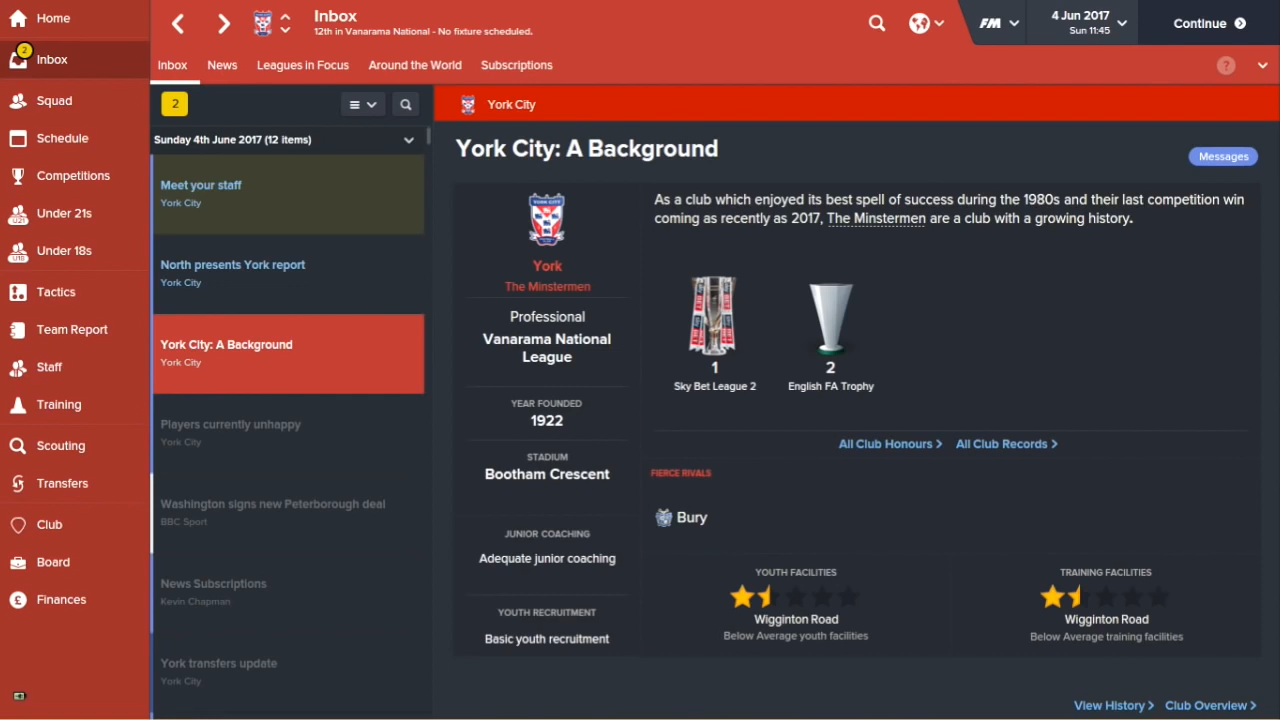 Home
2
Inbox
Squad
Schedule
Competitions
Under 21s
Under 18s
Tactics
Team Report
Staff
Training
Scouting
Transfers
Club
Board
Finances
Inbox
12th in Vanarama National - No fixture scheduled.
FM
4 Jun 2017
Sun 11:45
Continue
Inbox
News
Leagues in Focus
Around the World
Subscriptions
?
2
Sunday 4th June 2017 (12 items)
Meet your staff
York City
North presents York report
York City
York City: A Background
York City
Players currently unhappy
York City
Washington signs new Peterborough deal
BBC Sport
News Subscriptions
Kevin Chapman
York transfers update
York City
York City
York City: A Background
Messages
York
The Minstermen
Professional
Vanarama National
League
YEAR FOUNDED
1922
STADIUM
Bootham Crescent
JUNIOR COACHING
Adequate junior coaching
YOUTH RECRUITMENT
Basic youth recruitment
As a club which enjoyed its best spell of success during the 1980s and their last competition win
coming as recently as 2017, The Minstermen are a club with a growing history.
1
Sky Bet League 2
2
English FA Trophy
All Club Honours >
All Club Records >
FIERCE RIVALS
Bury
YOUTH FACILITIES
Wigginton Road
Below Average youth facilities
TRAINING FACILITIES
Wigginton Road
Below Average training facilities
View History >
Club Overview >